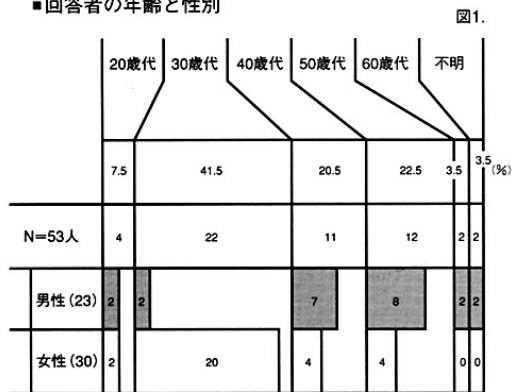 ■回答者の年齢と性別
図1.
20歳代 30歳代 40歳代 50歳代 60歳代 不明
7.5 41.5 20.5 22.5 3.5 3.5 (%)
N=53人 4 22 11 12 2 2
男性(23) 2 2 7 8 2 2
女性(30) 2 20 4 4 0 0